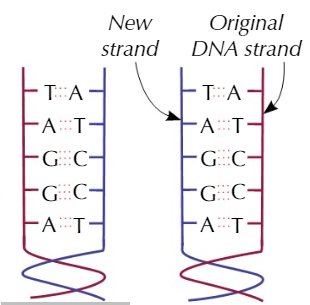 New strand
Original DNA strand
T A
A T
G C
G C
A T
T A
A T
G C
G C
A T